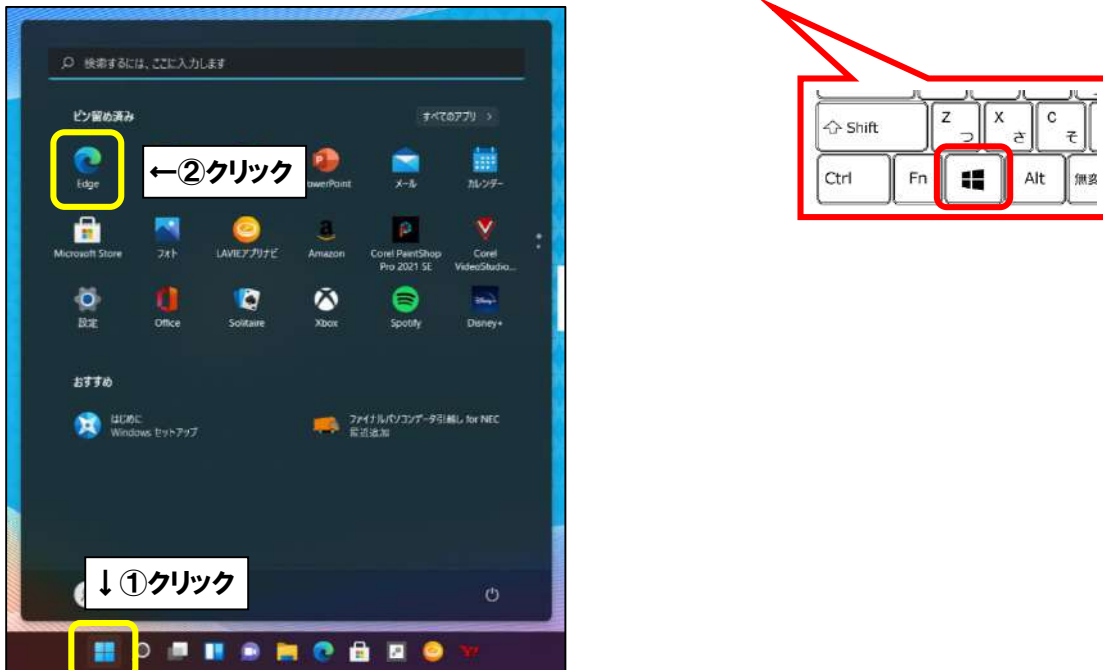 検索するには、ここに入力します
ピン留め済み
すべてのアプリ >
Edge
←②クリック
PowerPoint
メール
カレンダー
Microsoft Store
フォト
LAVIEアプリナビ
Amazon
Corel PaintShop
Pro 2021 SE
Corel
VideoStudio...
設定
Office
Solitaire
Xbox
Spotify
Disney+
おすすめ
はじめに
Windows セットアップ
ファイナルパソコンデータ引越し for NEC
最近追加
↓①クリック
Shift
Z
っ
X
さ
C
そ
Ctrl
Fn
Alt
無変